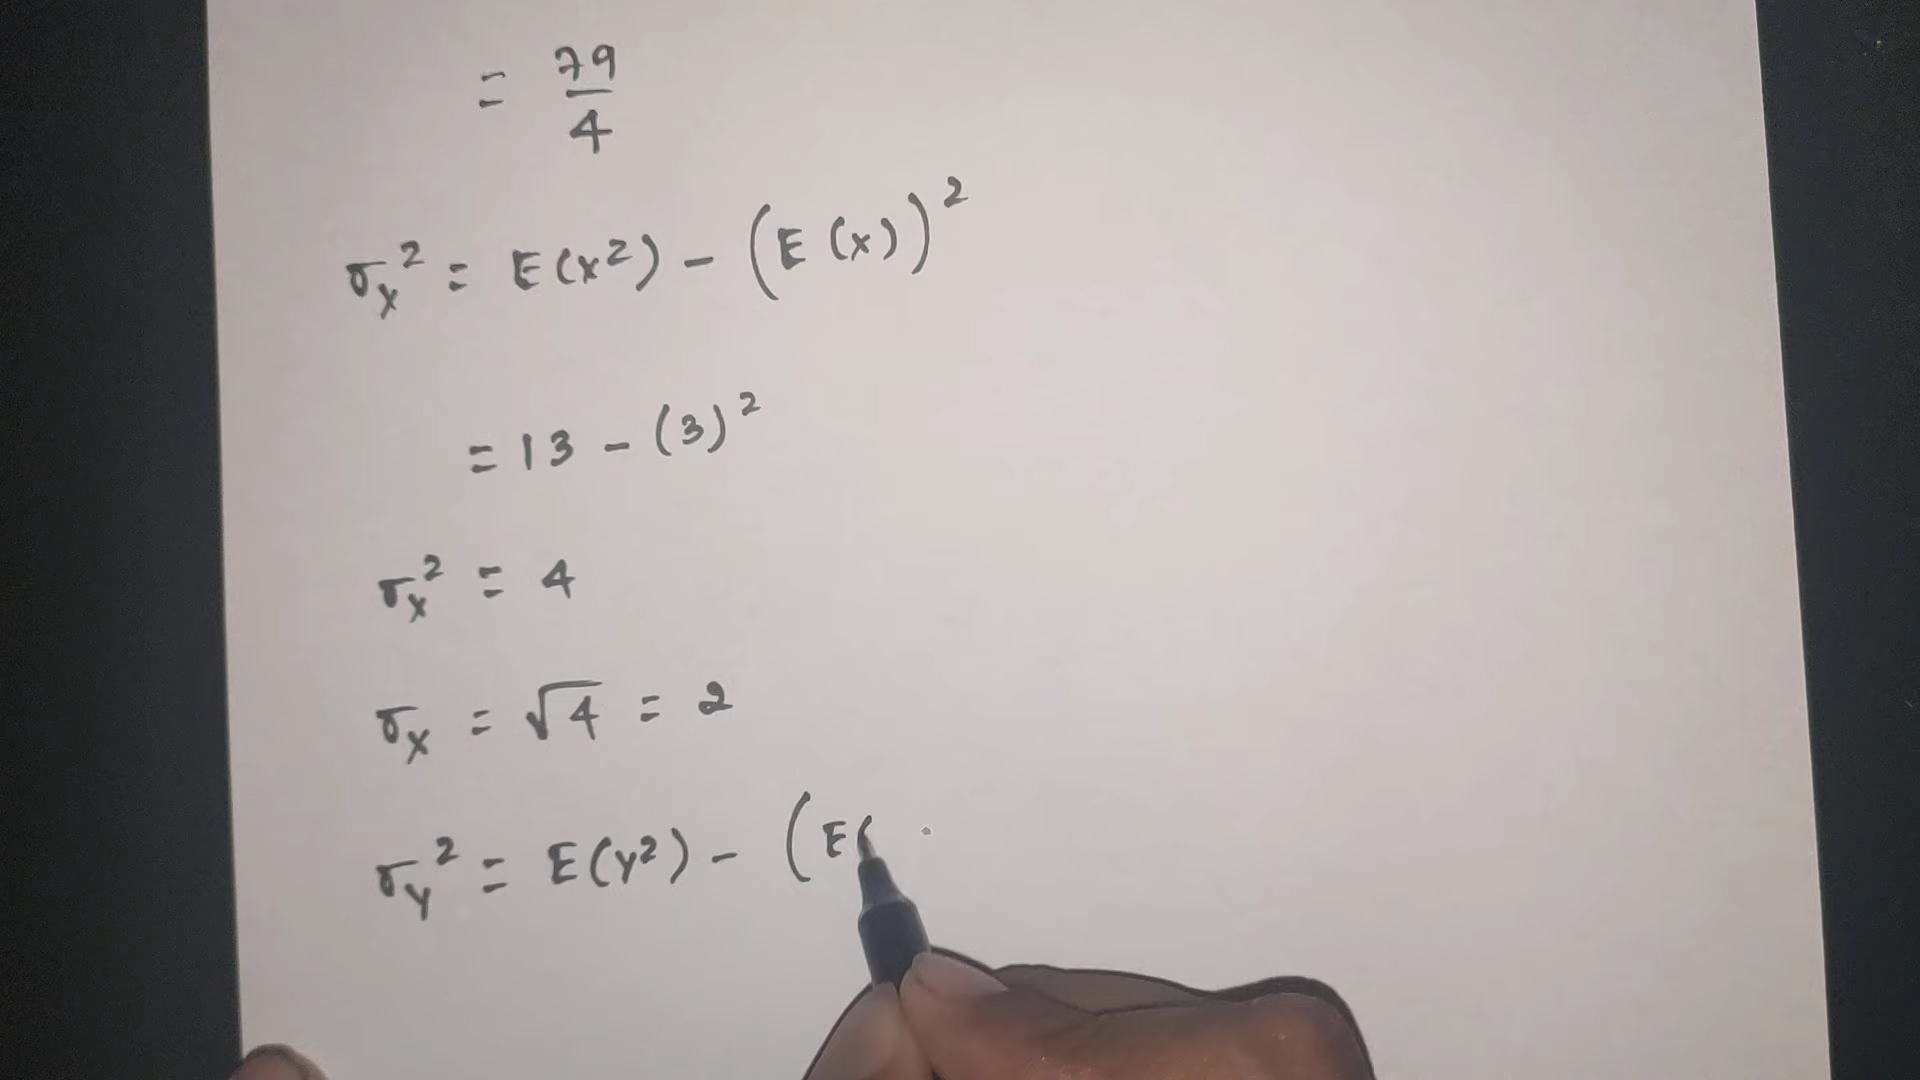 = 79/4
σx² = E(x²) - (E(x))²
= 13 - (3)²
σx² = 4
σx = √4 = 2
σy² = E(y²) - (E(